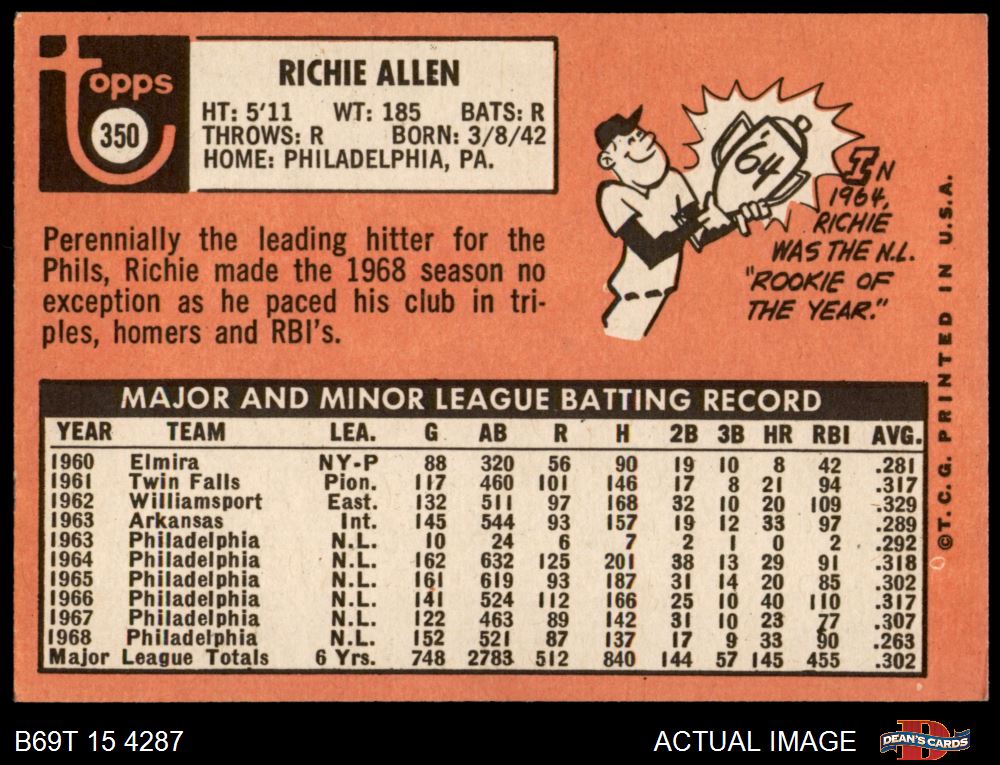 Topps
350
RICHIE ALLEN
HT: 5'11 WT: 185 BATS: R
THROWS: R BORN: 3/8/42
HOME: PHILADELPHIA, PA.
'64
IN
1964,
RICHIE
WAS THE N.L.
"ROOKIE OF
THE YEAR."
Perennially the leading hitter for the
Phils, Richie made the 1968 season no
exception as he paced his club in tri-
ples, homers and RBI's.
MAJOR AND MINOR LEAGUE BATTING RECORD
YEAR TEAM LEA. G AB R H 2B 3B HR RBI AVG.
1960 Elmira NY-P 88 320 56 90 19 10 8 42 .281
1961 Twin Falls Pion. 117 460 101 146 17 8 21 94 .317
1962 Williamsport East. 132 511 97 168 32 10 20 109 .329
1963 Arkansas Int. 145 544 93 157 19 12 33 97 .289
1963 Philadelphia N.L. 10 24 6 7 2 1 0 2 .292
1964 Philadelphia N.L. 162 632 125 201 38 13 29 91 .318
1965 Philadelphia N.L. 161 619 93 187 31 14 20 85 .302
1966 Philadelphia N.L. 141 524 112 166 25 10 40 110 .317
1967 Philadelphia N.L. 122 463 89 142 31 10 23 77 .307
1968 Philadelphia N.L. 152 521 87 137 17 9 33 90 .263
Major League Totals 6 Yrs. 748 2783 512 840 144 57 145 455 .302
©T. C. G. PRINTED IN U.S.A.
B69T 15 4287
ACTUAL IMAGE
D
DEAN'S CARDS